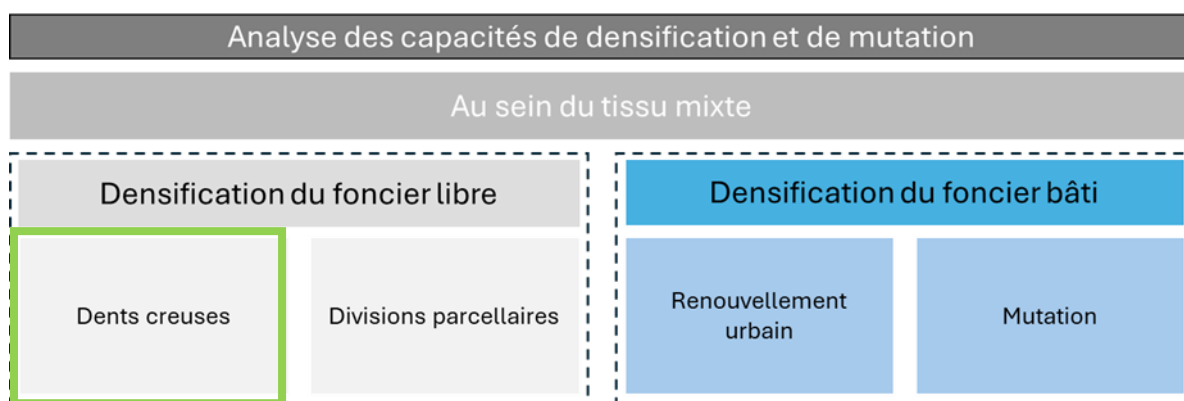 Analyse des capacités de densification et de mutation
Au sein du tissu mixte
Densification du foncier libre
Densification du foncier bâti
Dents creuses
Divisions parcellaires
Renouvellement
urbain
Mutation